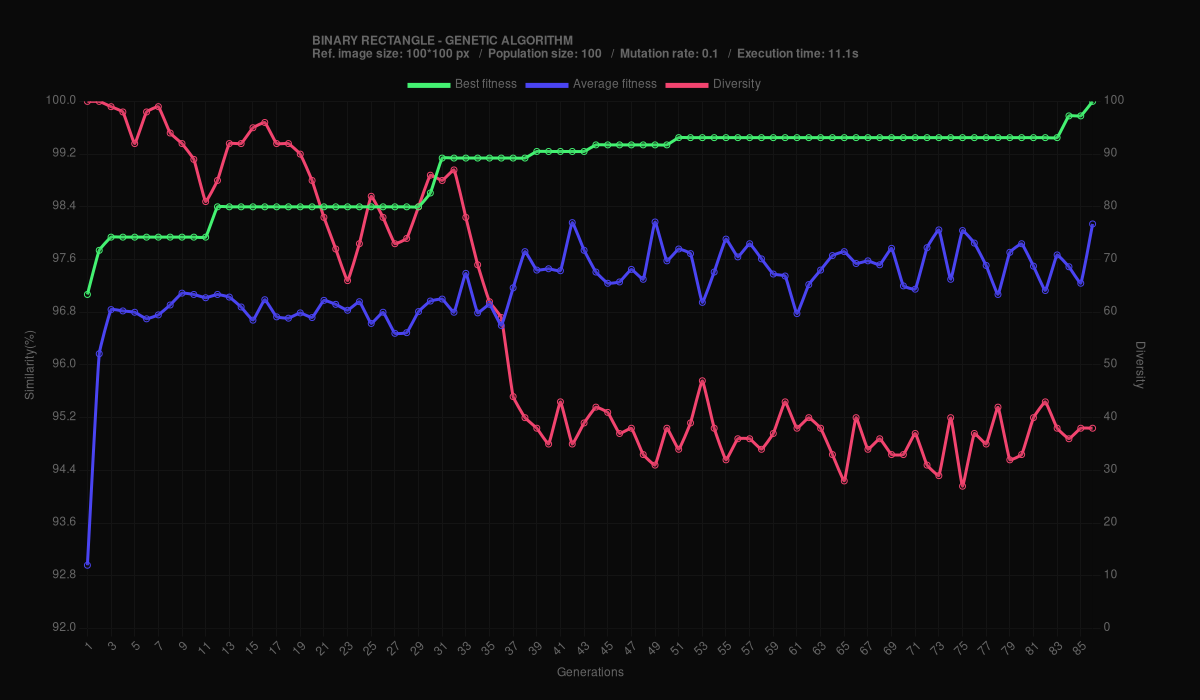 BINARY RECTANGLE - GENETIC ALGORITHM
Ref. image size: 100*100 px / Population size: 100 / Mutation rate: 0.1 / Execution time: 11.1s
Best fitness Average fitness Diversity
100.0 100
99.2 90
98.4 80
97.6 70
96.8 60
96.0 50
95.2 40
94.4 30
93.6 20
92.8 10
92.0 0
Similarity(%)
Diversity
1 3 5 7 9 11 13 15 17 19 21 23 25 27 29 31 33 35 37 39 41 43 45 47 49 51 53 55 57 59 61 63 65 67 69 71 73 75 77 79 81 83 85
Generations